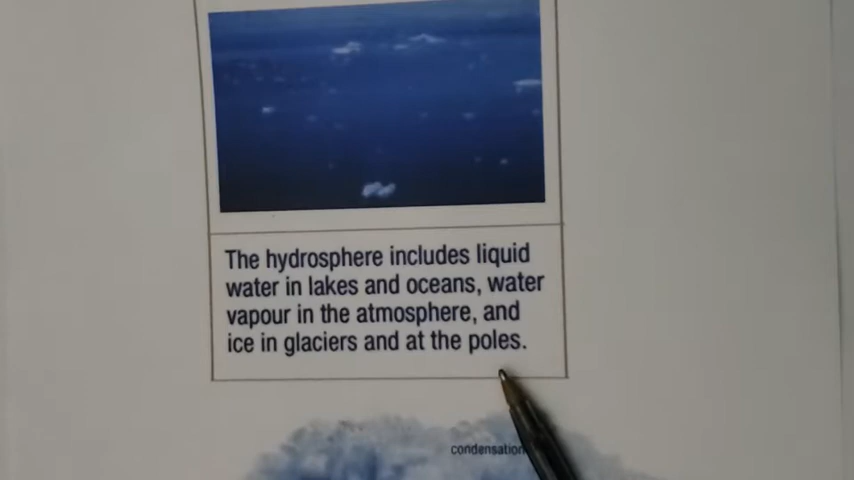 The hydrosphere includes liquid
water in lakes and oceans, water
vapour in the atmosphere, and
ice in glaciers and at the poles.
condensation